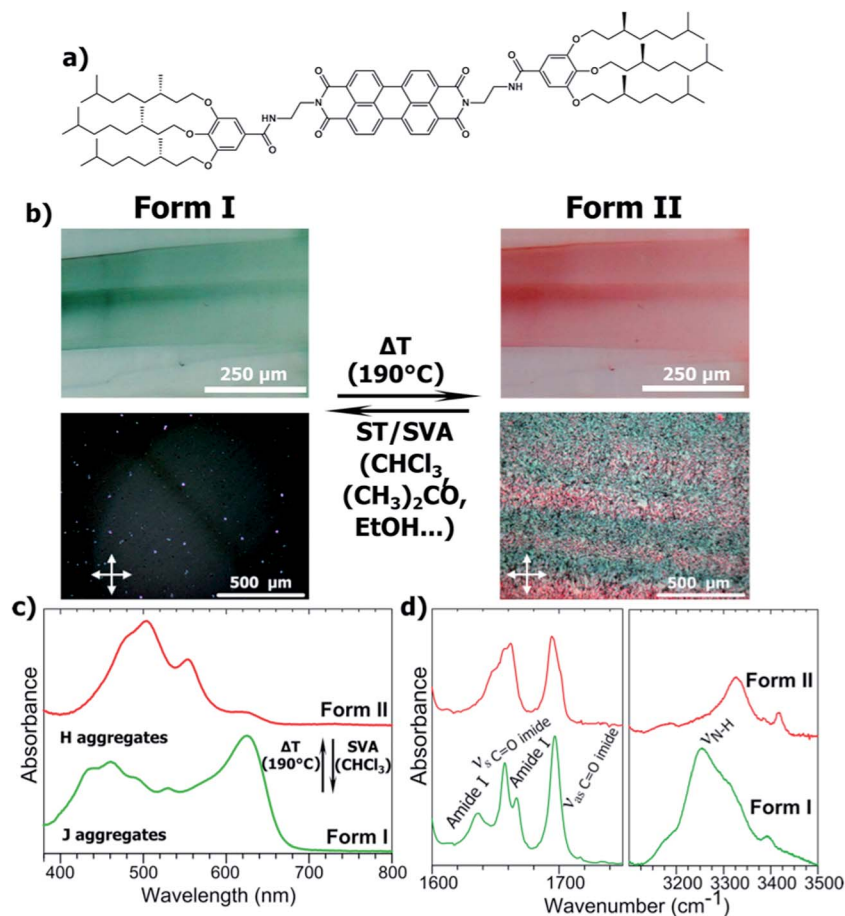 a)
O
O
O
NH
O
N
O
O
O
O
N
HN
O
O
O
O
b)
Form I
Form II
250 µm
250 µm
ΔT
(190°C)
ST/SVA
(CHCl3,
(CH3)2CO,
EtOH...)
500 µm
500 µm
c)
d)
Absorbance
Form II
H aggregates
ΔT
(190°C)
SVA
(CHCl3)
J aggregates
Form I
400 500 600 700 800
Wavelength (nm)
Absorbance
Amide I
νs C=O imide
Amide I
νas C=O imide
Form II
νN-H
Form I
1600 1700
3200 3300 3400 3500
Wavenumber (cm-1)